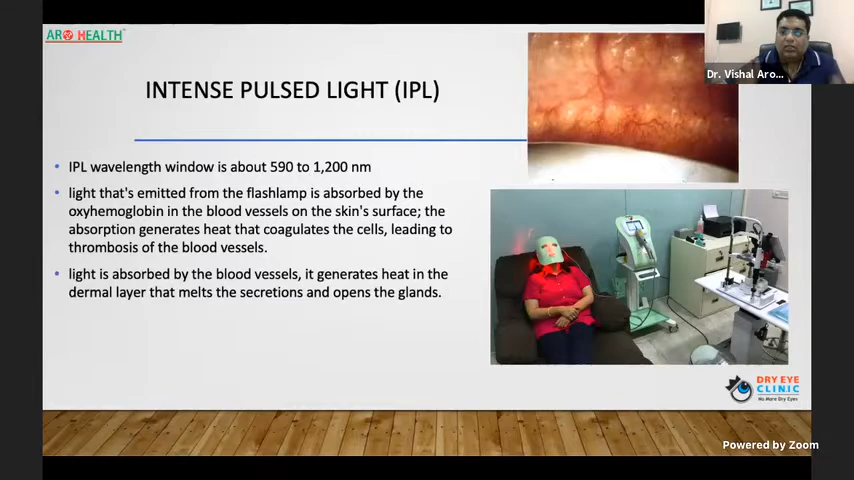 ARO HEALTH
INTENSE PULSED LIGHT (IPL)
Dr. Vishal Aro...
• IPL wavelength window is about 590 to 1,200 nm
• light that's emitted from the flashlamp is absorbed by the
oxyhemoglobin in the blood vessels on the skin's surface; the
absorption generates heat that coagulates the cells, leading to
thrombosis of the blood vessels.
• light is absorbed by the blood vessels, it generates heat in the
dermal layer that melts the secretions and opens the glands.
DRY EYE
CLINIC
No More Dry Eyes
Powered by Zoom